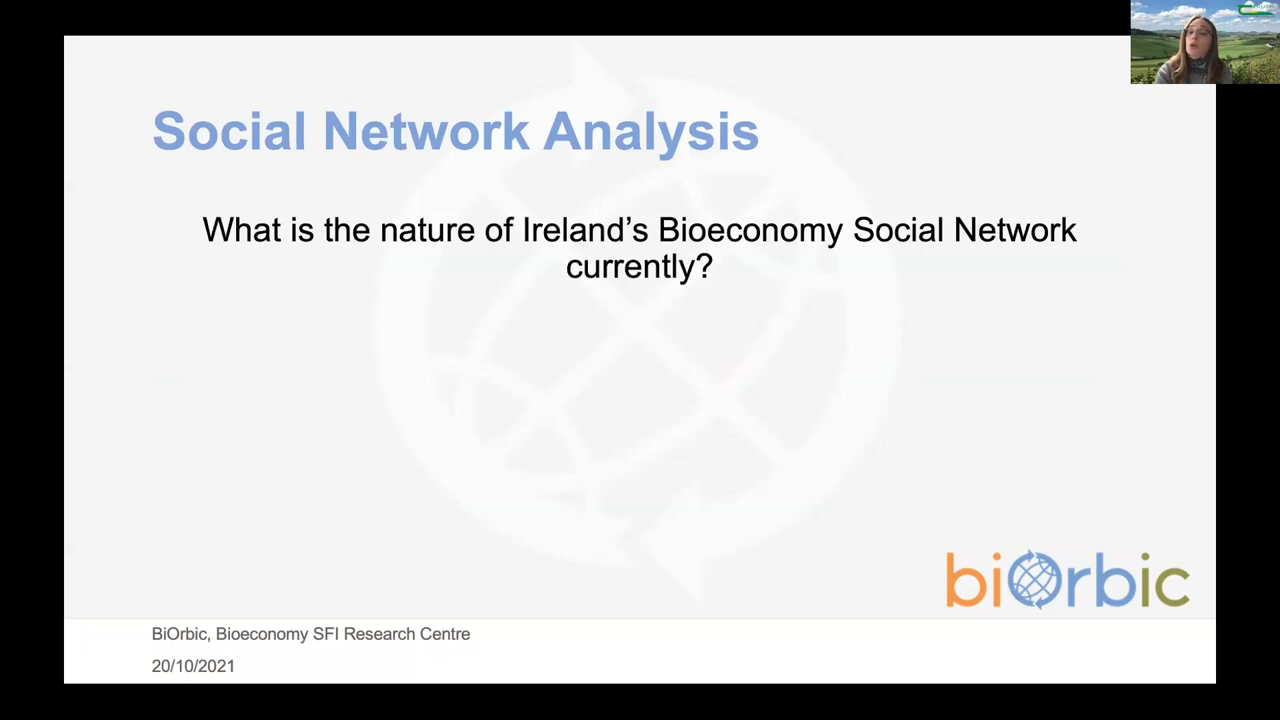 Social Network Analysis
What is the nature of Ireland’s Bioeconomy Social Network
currently?
biOrbic
BiOrbic, Bioeconomy SFI Research Centre
20/10/2021